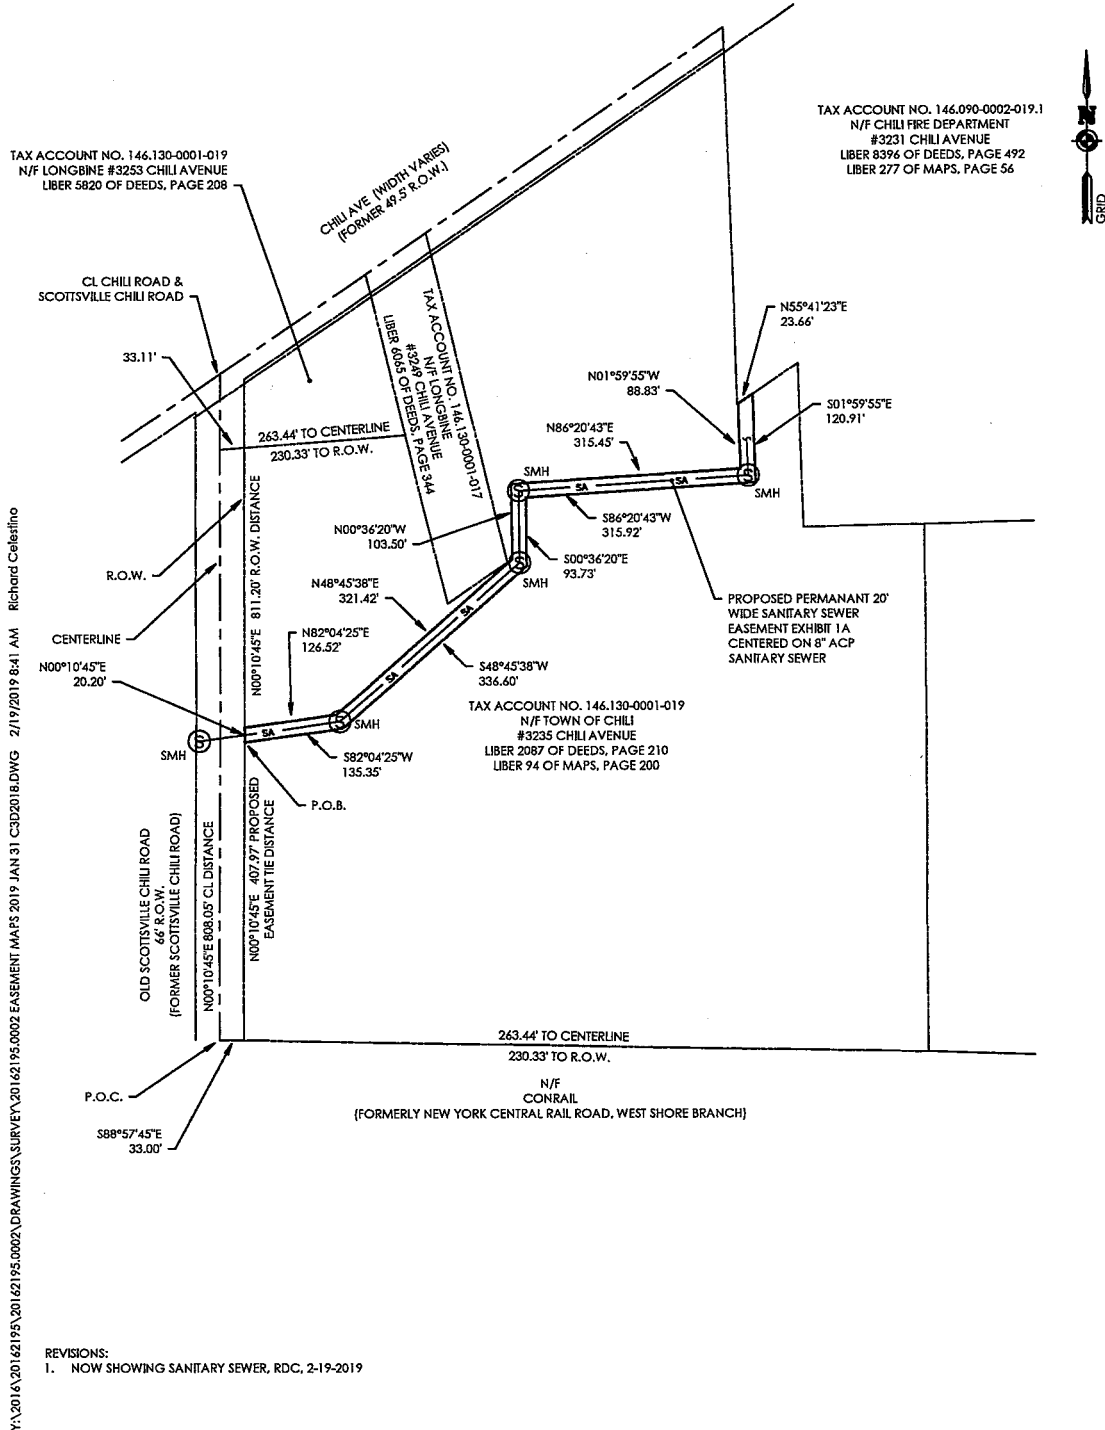 TAX ACCOUNT NO. 146.090-0002-019.1
N/F CHILI FIRE DEPARTMENT
#3231 CHILI AVENUE
LIBER 8396 OF DEEDS, PAGE 492
LIBER 277 OF MAPS, PAGE 56
N
GRID
TAX ACCOUNT NO. 146.130-0001-019
N/F LONGBINE #3253 CHILI AVENUE
LIBER 5820 OF DEEDS, PAGE 208
CHILI AVE (WIDTH VARIES)
(FORMER 49.5' R.O.W.)
CL CHILI ROAD &
SCOTTSVILLE CHILI ROAD
33.11'
TAX ACCOUNT NO. 146.130-0001-017
N/F LONGBINE
#3249 CHILI AVENUE
LIBER 6065 OF DEEDS, PAGE 344
N55°41'23"E
23.66'
N01°59'55"W
88.83'
S01°59'55"E
120.91'
263.44' TO CENTERLINE
230.33' TO R.O.W.
N86°20'43"E
315.45'
SMH
S
SA
SA
S
SMH
S86°20'43"W
315.92'
N00°36'20"W
103.50'
S00°36'20"E
93.73'
S
SMH
R.O.W.
N00°10'45"E 811.20' R.O.W. DISTANCE
N48°45'38"E
321.42'
SA
PROPOSED PERMANANT 20'
WIDE SANITARY SEWER
EASEMENT EXHIBIT 1A
CENTERED ON 8" ACP
SANITARY SEWER
CENTERLINE
N82°04'25"E
126.52'
N00°10'45"E
20.20'
SA
S48°45'38"W
336.60'
TAX ACCOUNT NO. 146.130-0001-019
N/F TOWN OF CHILI
#3235 CHILI AVENUE
LIBER 2087 OF DEEDS, PAGE 210
LIBER 94 OF MAPS, PAGE 200
S
SMH
SA
S
SMH
S82°04'25"W
135.35'
P.O.B.
OLD SCOTTSVILLE CHILI ROAD
66' R.O.W.
(FORMER SCOTTSVILLE CHILI ROAD)
N00°10'45"E 808.05' CL DISTANCE
N00°10'45"E 407.97' PROPOSED
EASEMENT TIE DISTANCE
263.44' TO CENTERLINE
230.33' TO R.O.W.
N/F
CONRAIL
(FORMERLY NEW YORK CENTRAL RAIL ROAD, WEST SHORE BRANCH)
P.O.C.
S88°57'45"E
33.00'
REVISIONS:
1. NOW SHOWING SANITARY SEWER, RDC, 2-19-2019
Y:\2016\20162195\20162195.0002\DRAWINGS\SURVEY\20162195.0002 EASEMENT MAPS 2019 JAN 31 C3D2018.DWG 2/19/2019 8:41 AM Richard Celestino